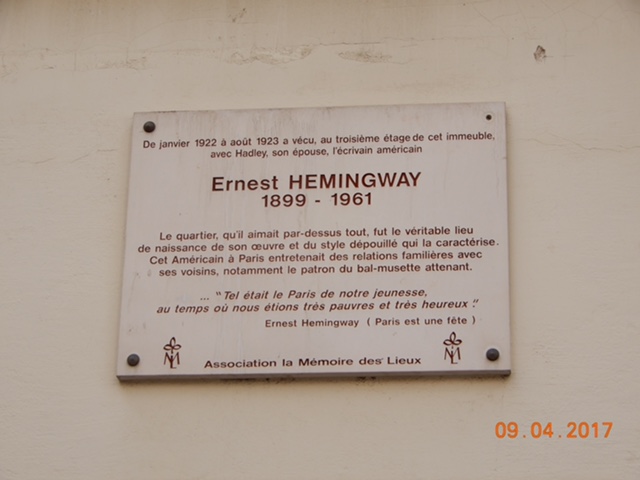 De janvier 1922 à août 1923 a vécu, au troisième étage de cet immeuble,
avec Hadley, son épouse, l'écrivain américain
Ernest HEMINGWAY
1899 - 1961
Le quartier, qu'il aimait par-dessus tout, fut le véritable lieu
de naissance de son œuvre et du style dépouillé qui la caractérise.
Cet Américain à Paris entretenait des relations familières avec
ses voisins, notamment le patron du bal-musette attenant.
... "Tel était le Paris de notre jeunesse,
au temps où nous étions très pauvres et très heureux."
Ernest Hemingway ( Paris est une fête )
Association la Mémoire des Lieux
09.04.2017